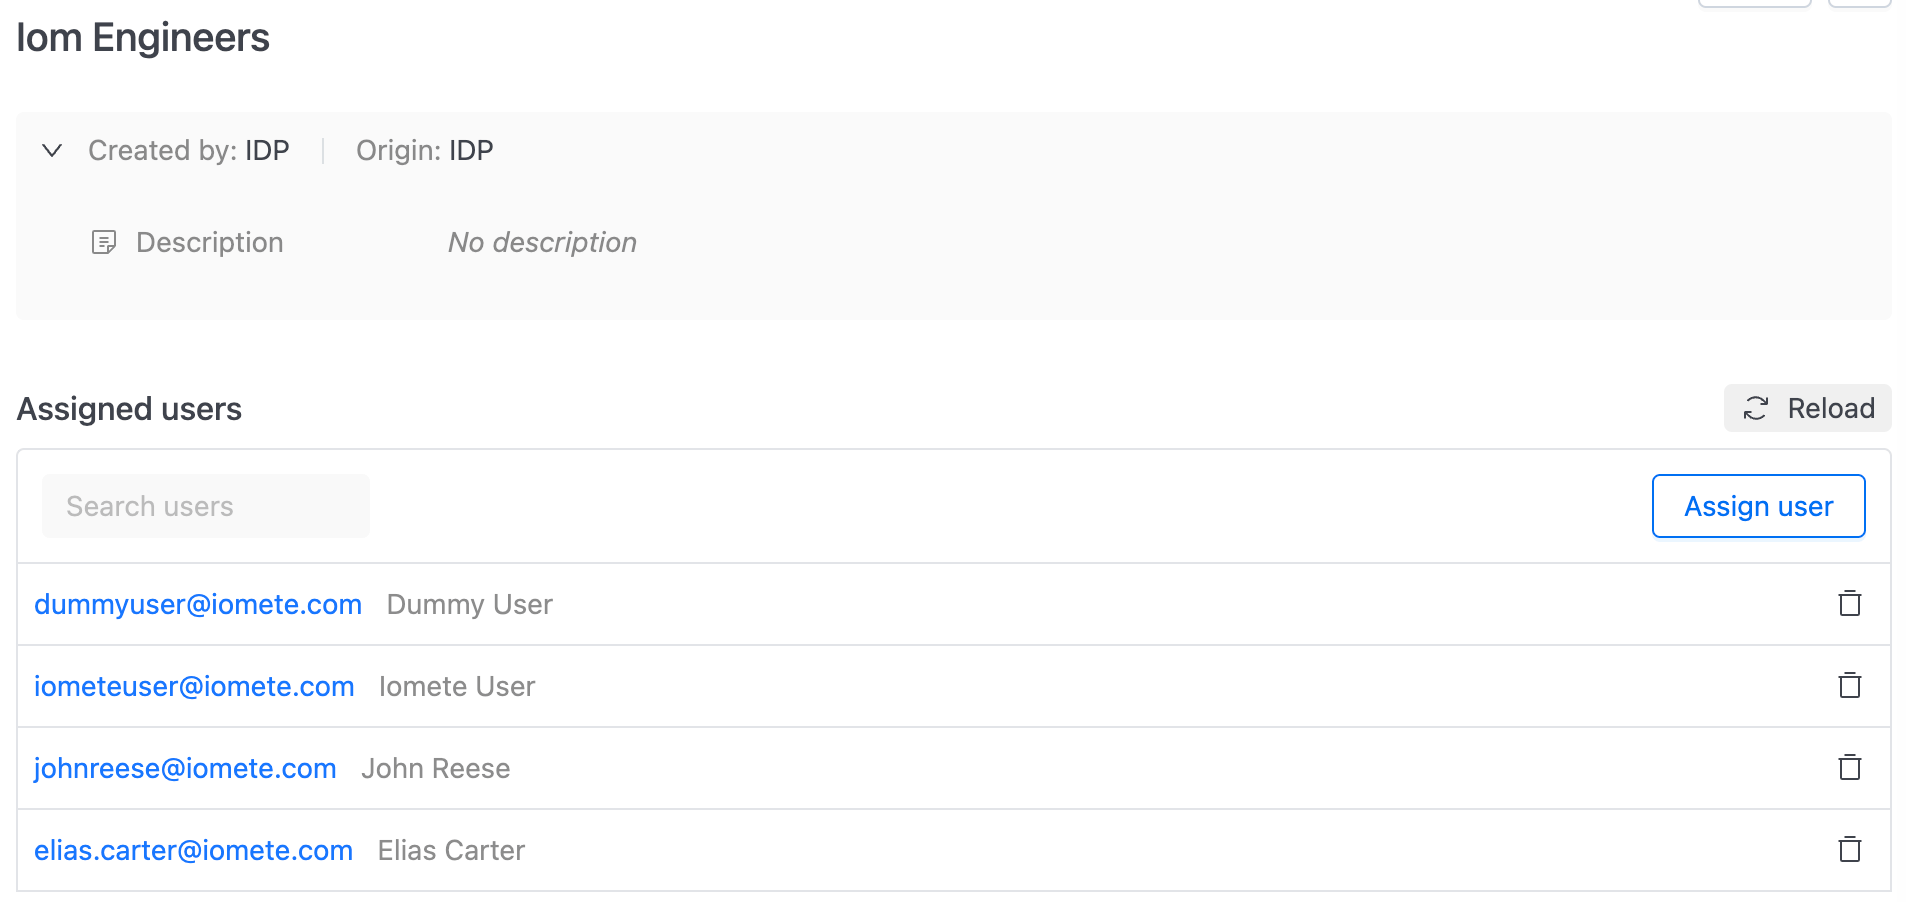 Iom Engineers
Created by: IDP | Origin: IDP
Description No description
Assigned users Reload
Search users Assign user
dummyuser@iomete.com Dummy User
iometeuser@iomete.com Iomete User
johnreese@iomete.com John Reese
elias.carter@iomete.com Elias Carter